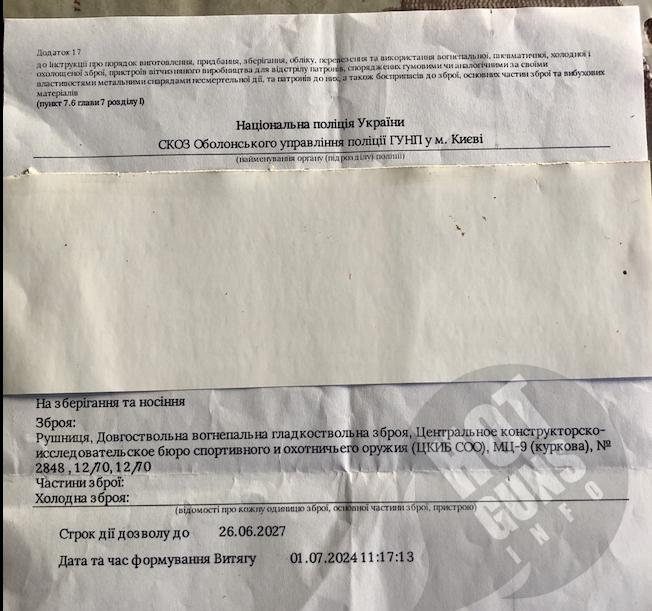 Додаток 17
до Інструкції про порядок виготовлення, придбання, зберігання, обліку, перевезення та використання вогнепальної, пневматичної, холодної і
охолощеної зброї, пристроїв вітчизняного виробництва для відстрілу патронів, споряджених гумовими чи аналогічними за своїми
властивостями метальними снарядами несмертельної дії, та патронів до них, а також боєприпасів до зброї, основних частин зброї та вибухових
матеріалів
(пункт 7.6 глави 7 розділу I)
Національна поліція України
СКОЗ Оболонського управління поліції ГУНП у м. Києві
(найменування органу (підрозділу) поліції)
На зберігання та носіння
Зброя:
Рушниця, Довгоствольна вогнепальна гладкоствольна зброя, Центральное конструкторско-
исследовательское бюро спортивного и охотничьего оружия (ЦКИБ СОО), МЦ-9 (куркова), №
2848 , 12/70, 12/70
Частини зброї:
Холодна зброя:
(відомості про кожну одиницю зброї, основної частини зброї, пристрою)
Строк дії дозволу до 26.06.2027
Дата та час формування Витягу 01.07.2024 11:17:13
HOT
GUNS
INFO